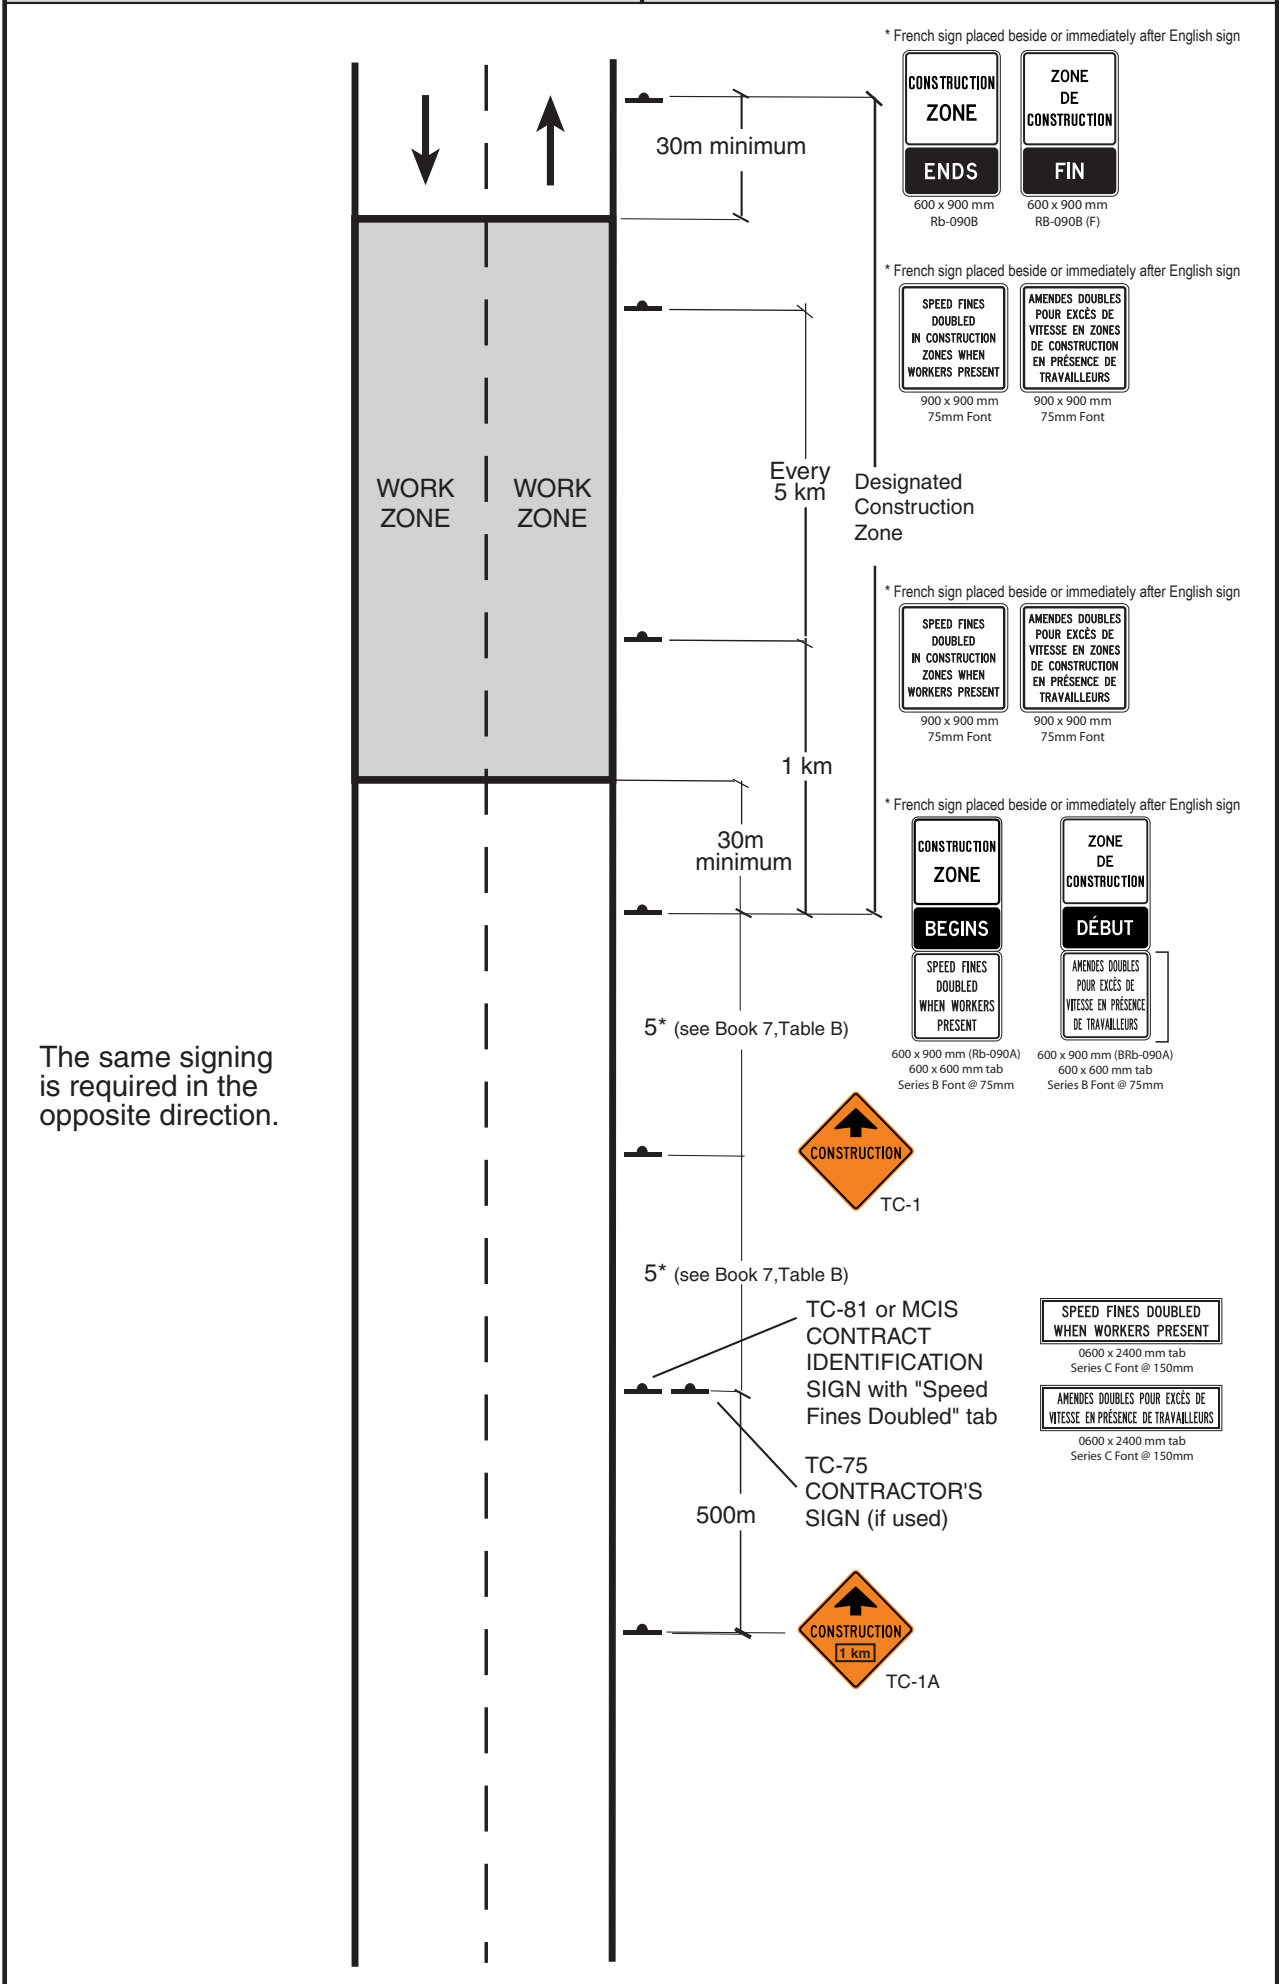 * French sign placed beside or immediately after English sign
CONSTRUCTION
ZONE
ENDS
600 x 900 mm
Rb-090B
ZONE
DE
CONSTRUCTION
FIN
600 x 900 mm
RB-090B (F)
30m minimum
* French sign placed beside or immediately after English sign
SPEED FINES
DOUBLED
IN CONSTRUCTION
ZONES WHEN
WORKERS PRESENT
900 x 900 mm
75mm Font
AMENDES DOUBLES
POUR EXCÈS DE
VITESSE EN ZONES
DE CONSTRUCTION
EN PRÉSENCE DE
TRAVAILLEURS
900 x 900 mm
75mm Font
WORK
ZONE
WORK
ZONE
Every
5 km
Designated
Construction
Zone
* French sign placed beside or immediately after English sign
SPEED FINES
DOUBLED
IN CONSTRUCTION
ZONES WHEN
WORKERS PRESENT
900 x 900 mm
75mm Font
AMENDES DOUBLES
POUR EXCÈS DE
VITESSE EN ZONES
DE CONSTRUCTION
EN PRÉSENCE DE
TRAVAILLEURS
900 x 900 mm
75mm Font
1 km
30m
minimum
* French sign placed beside or immediately after English sign
CONSTRUCTION
ZONE
BEGINS
SPEED FINES
DOUBLED
WHEN WORKERS
PRESENT
600 x 900 mm (Rb-090A)
600 x 600 mm tab
Series B Font @ 75mm
ZONE
DE
CONSTRUCTION
DÉBUT
AMENDES DOUBLES
POUR EXCÈS DE
VITESSE EN PRÉSENCE
DE TRAVAILLEURS
600 x 900 mm (BRb-090A)
600 x 600 mm tab
Series B Font @ 75mm
5* (see Book 7,Table B)
The same signing
is required in the
opposite direction.
CONSTRUCTION
TC-1
5* (see Book 7,Table B)
TC-81 or MCIS
CONTRACT
IDENTIFICATION
SIGN with "Speed
Fines Doubled" tab
SPEED FINES DOUBLED
WHEN WORKERS PRESENT
0600 x 2400 mm tab
Series C Font @ 150mm
AMENDES DOUBLES POUR EXCÈS DE
VITESSE EN PRÉSENCE DE TRAVAILLEURS
0600 x 2400 mm tab
Series C Font @ 150mm
TC-75
CONTRACTOR'S
SIGN (if used)
500m
CONSTRUCTION
1 km
TC-1A